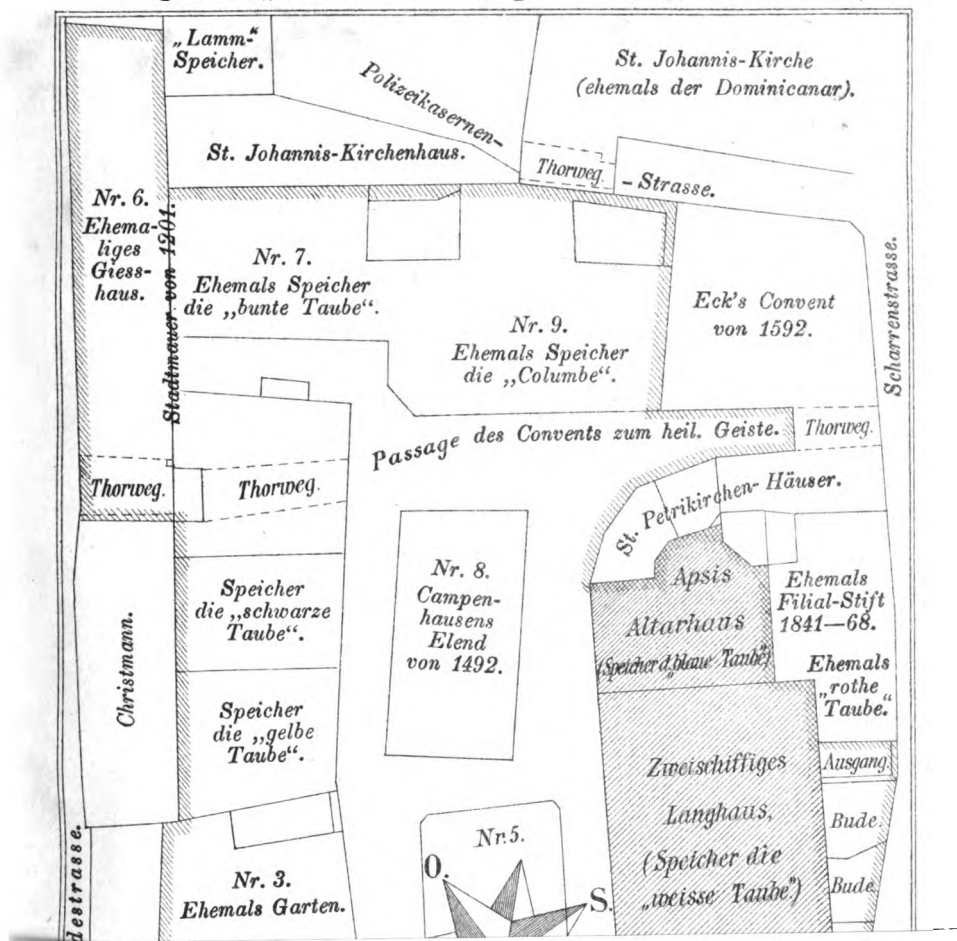 „Lamm-“
Speicher.
Polizeikasernen-
St. Johannis-Kirche
(ehemals der Dominicanar).
St. Johannis-Kirchenhaus.
Thorweg.
-Strasse.
Nr. 6.
Ehema-
liges
Giess-
haus.
Stadtmauer von 1201.
Nr. 7.
Ehemals Speicher
die „bunte Taube“.
Nr. 9.
Ehemals Speicher
die „Columbe“.
Eck's Convent
von 1592.
Scharrenstrasse.
Passage des Convents zum heil. Geiste.
Thorweg.
Thorweg.
Thorweg.
St. Petrikirchen-Häuser.
Speicher
die „schwarze
Taube“.
Nr. 8.
Campen-
hausens
Elend
von 1492.
Apsis
Altarhaus
(Speicher d. „blaue Taube“)
Ehemals
Filial-Stift
1841—68.
Ehemals
„rothe
Taube.“
Christmann.
Speicher
die „gelbe
Taube“.
Zweischiffiges
Langhaus,
(Speicher die
„weisse Taube“)
Ausgang.
Bude.
Bude.
Nr. 5.
O.
S.
Nr. 3.
Ehemals Garten.
destrasse.